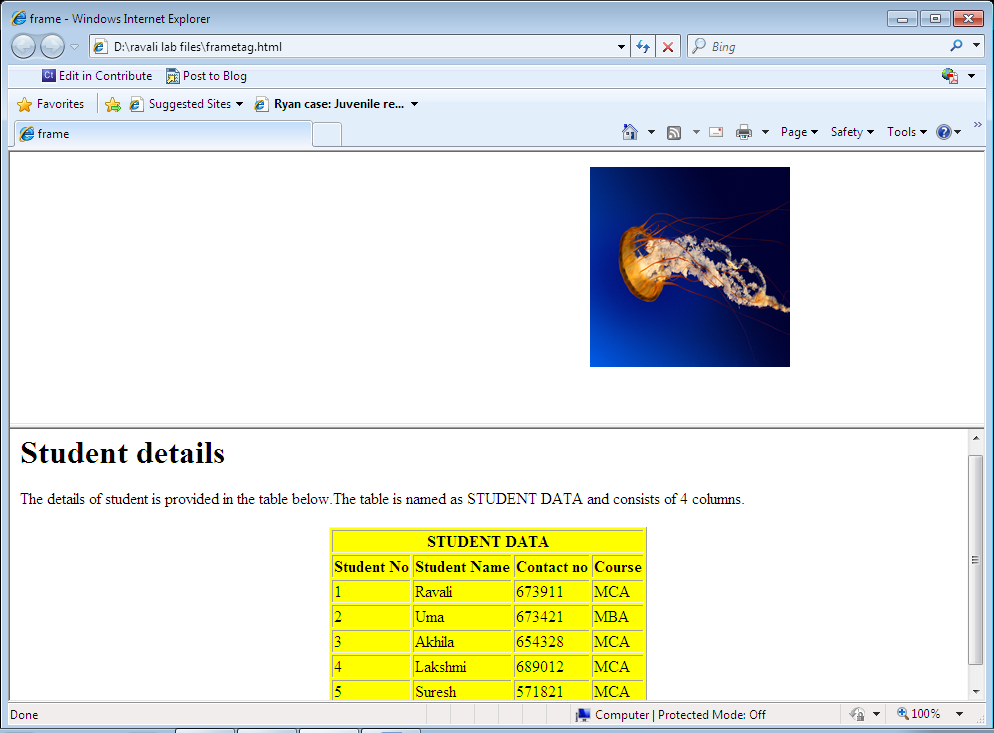 frame - Windows Internet Explorer
D:\ravali lab files\frametag.html
Bing
Ct Edit in Contribute Post to Blog
Favorites Suggested Sites Ryan case: Juvenile re...
frame
Page Safety Tools »
Student details
The details of student is provided in the table below.The table is named as STUDENT DATA and consists of 4 columns.
STUDENT DATA
Student No Student Name Contact no Course
1 Ravali 673911 MCA
2 Uma 673421 MBA
3 Akhila 654328 MCA
4 Lakshmi 689012 MCA
5 Suresh 571821 MCA
Done Computer | Protected Mode: Off 100%